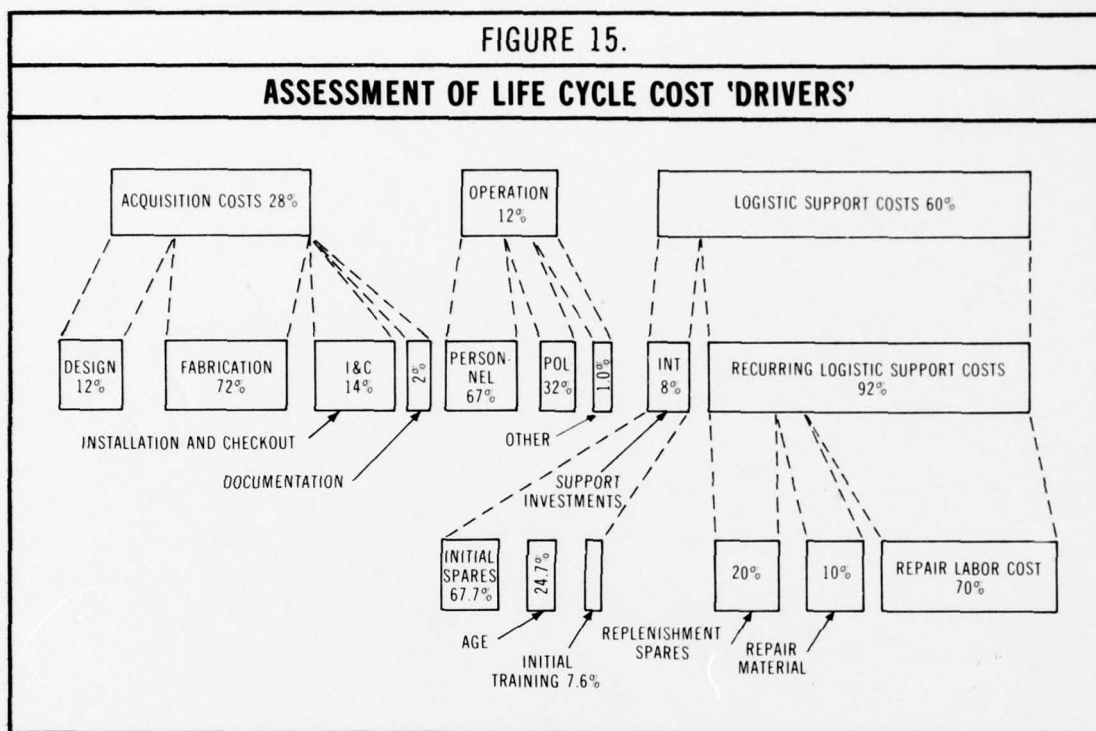 FIGURE 15.
ASSESSMENT OF LIFE CYCLE COST 'DRIVERS'
ACQUISITION COSTS 28%
OPERATION
12%
LOGISTIC SUPPORT COSTS 60%
DESIGN
12%
FABRICATION
72%
I&C
14%
2%
PERSON-
NEL
67%
POL
32%
1.0%
INT
8%
RECURRING LOGISTIC SUPPORT COSTS
92%
INSTALLATION AND CHECKOUT
DOCUMENTATION
OTHER
SUPPORT
INVESTMENTS
INITIAL
SPARES
67.7%
24.7%
20%
10%
REPAIR LABOR COST
70%
AGE
INITIAL
TRAINING 7.6%
REPLENISHMENT
SPARES
REPAIR
MATERIAL